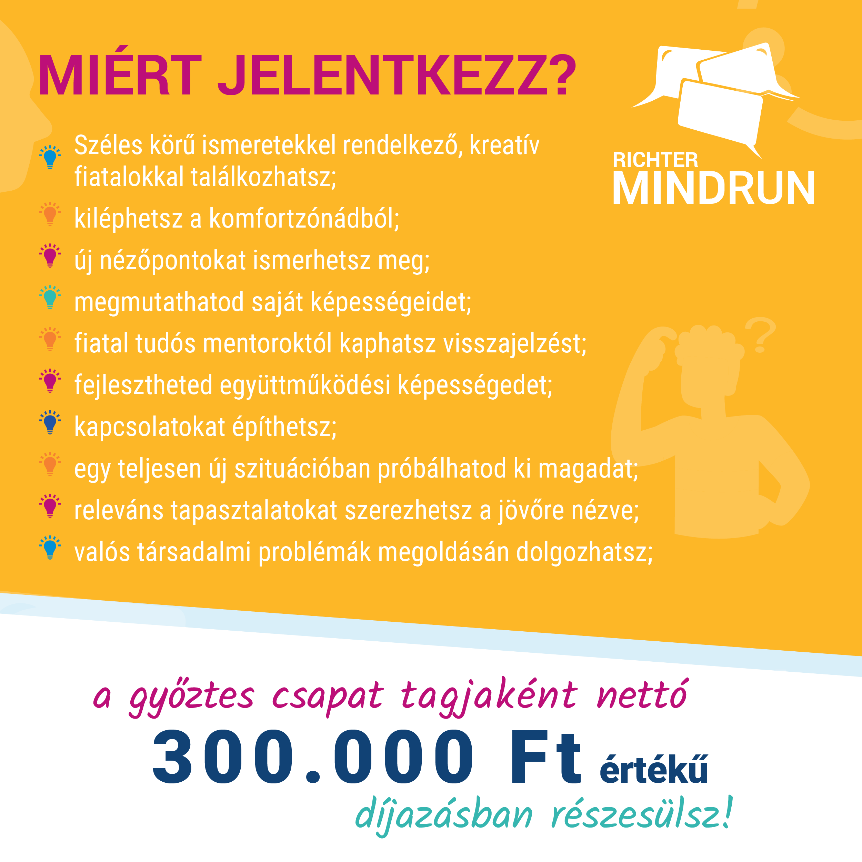 MIÉRT JELENTKEZZ?
RICHTER
MINDRUN
Széles körű ismeretekkel rendelkező, kreatív
fiatalokkal találkozhatsz;
kiléphetsz a komfortzónádból;
új nézőpontokat ismerhetsz meg;
megmutathatod saját képességeidet;
fiatal tudós mentoroktól kaphatsz visszajelzést;
fejlesztheted együttműködési képességedet;
kapcsolatokat építhetsz;
egy teljesen új szituációban próbálhatod ki magadat;
releváns tapasztalatokat szerezhetsz a jövőre nézve;
valós társadalmi problémák megoldásán dolgozhatsz;
a győztes csapat tagjaként nettó
300.000 Ft értékű
díjazásban részesülsz!